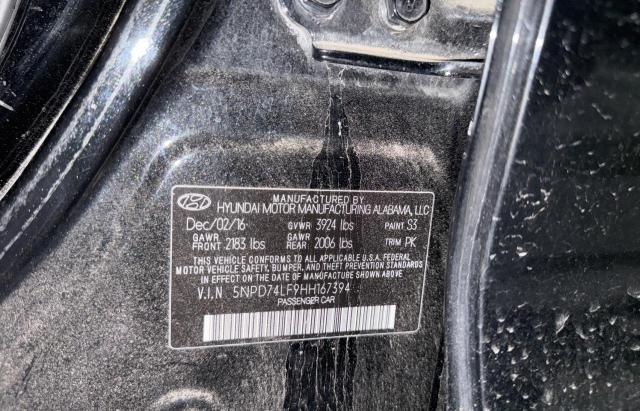 MANUFACTURED BY
HYUNDAI MOTOR MANUFACTURING ALABAMA, LLC
Dec/02/16 GVWR 3924 lbs PAINT S3
GAWR FRONT 2183 lbs GAWR REAR 2006 lbs TRIM PK
THIS VEHICLE CONFORMS TO ALL APPLICABLE U.S.A. FEDERAL
MOTOR VEHICLE SAFETY, BUMPER, AND THEFT PREVENTION STANDARDS
IN EFFECT ON THE DATE OF MANUFACTURE SHOWN ABOVE.
V.I.N 5NPD74LF9HH167394
PASSENGER CAR